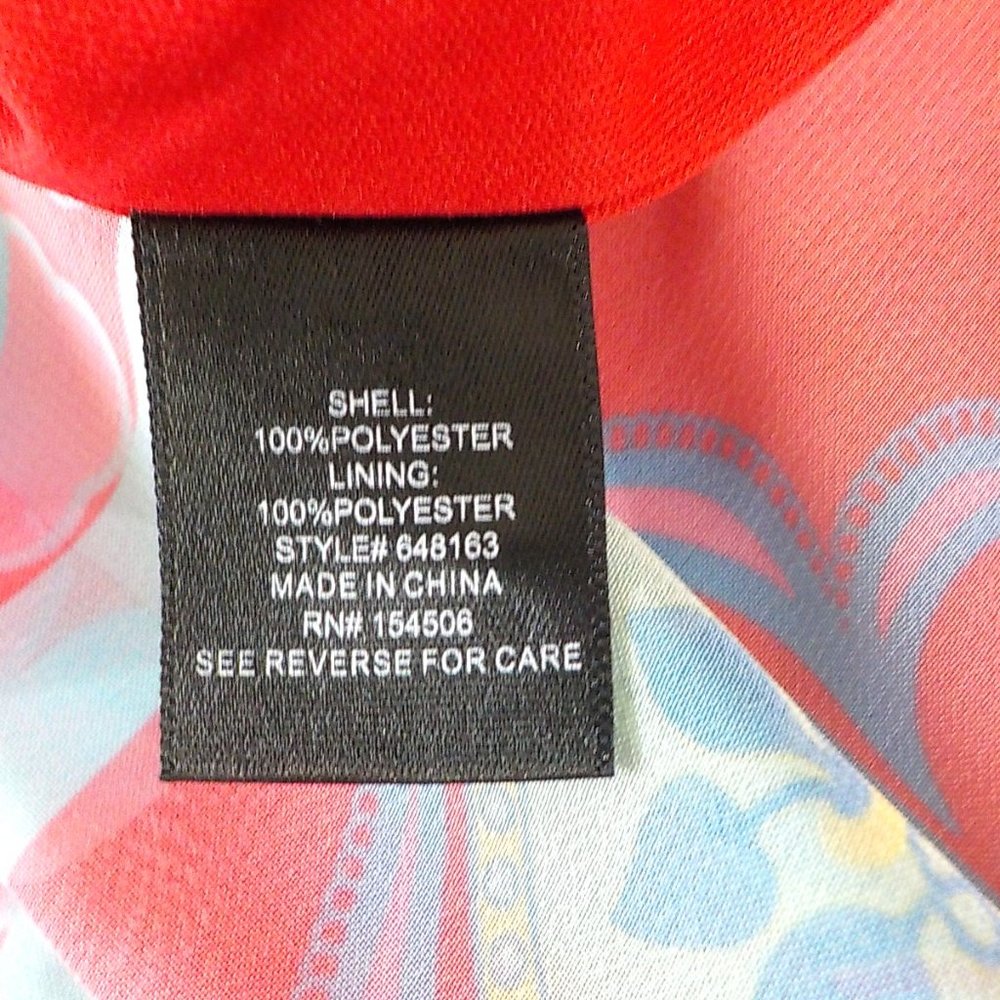 SHELL:
100%POLYESTER
LINING:
100%POLYESTER
STYLE# 648163
MADE IN CHINA
RN# 154506
SEE REVERSE FOR CARE